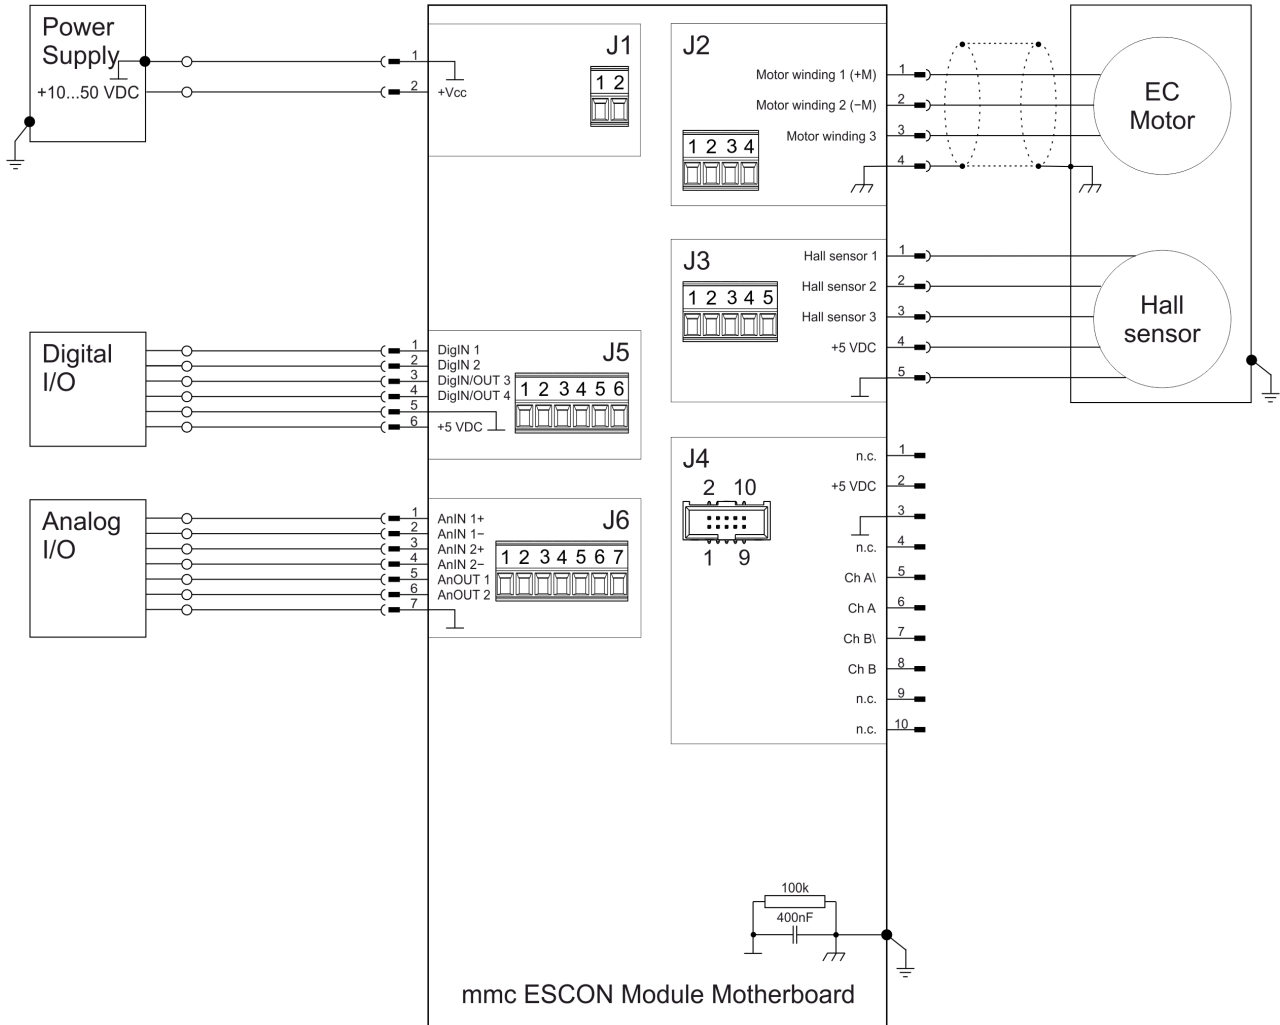 Power
Supply
+10...50 VDC
1
2
+Vcc
J1
1 2
J2
Motor winding 1 (+M)
Motor winding 2 (−M)
Motor winding 3
1 2 3 4
1
2
3
4
EC
Motor
J3
Hall sensor 1
Hall sensor 2
Hall sensor 3
+5 VDC
1 2 3 4 5
1
2
3
4
5
Hall
sensor
Digital
I/O
1
2
3
4
5
6
DigIN 1
DigIN 2
DigIN/OUT 3
DigIN/OUT 4
+5 VDC
J5
1 2 3 4 5 6
Analog
I/O
1
2
3
4
5
6
7
AnIN 1+
AnIN 1−
AnIN 2+
AnIN 2−
AnOUT 1
AnOUT 2
J6
1 2 3 4 5 6 7
J4
2 10
1 9
n.c. 1
+5 VDC 2
3
n.c. 4
Ch A\ 5
Ch A 6
Ch B\ 7
Ch B 8
n.c. 9
n.c. 10
100k
400nF
mmc ESCON Module Motherboard